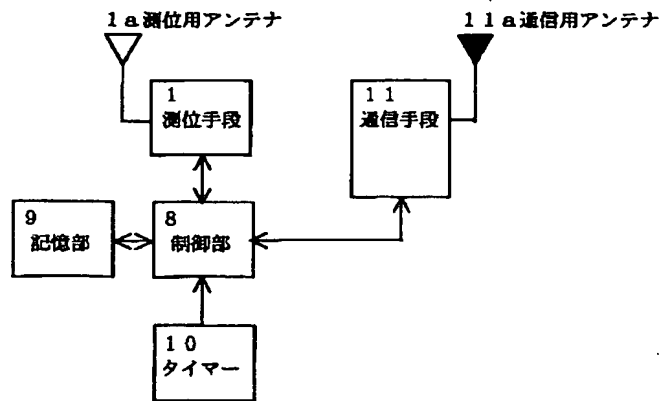 1a測位用アンテナ
11a通信用アンテナ
1
測位手段
11
通信手段
9
記憶部
8
制御部
10
タイマー